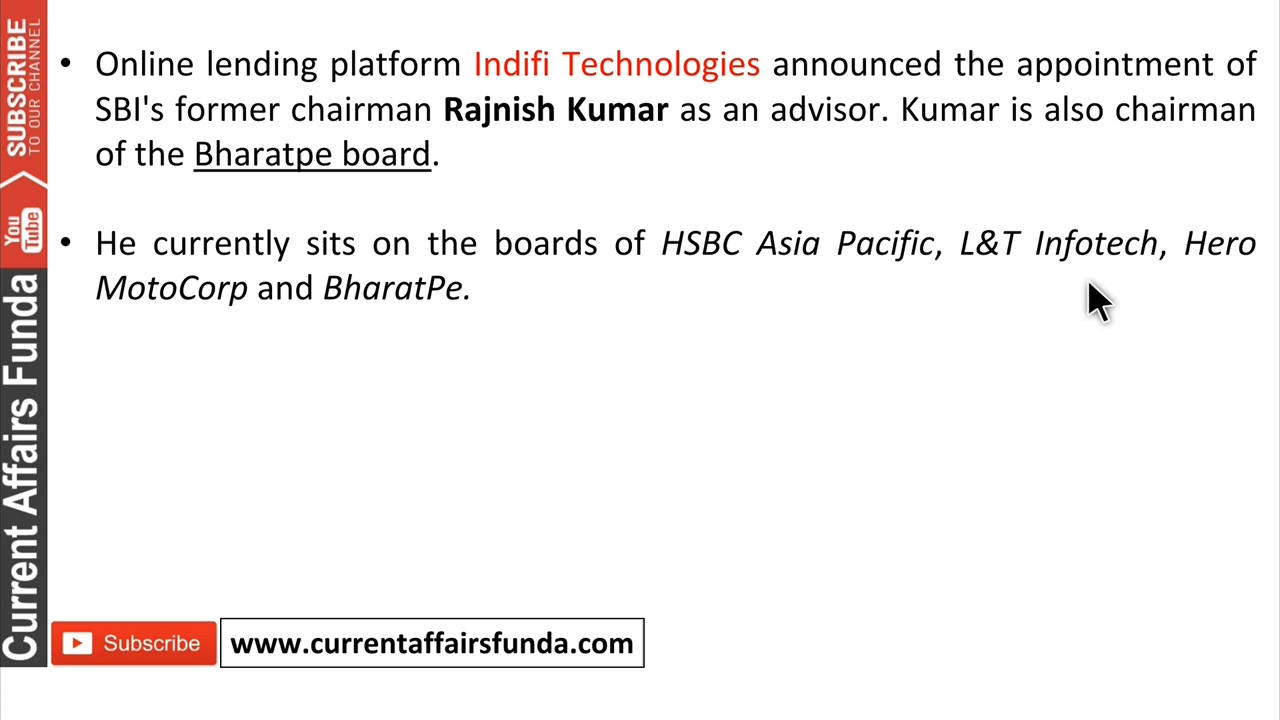 • Online lending platform Indifi Technologies announced the appointment of
SBI's former chairman Rajnish Kumar as an advisor. Kumar is also chairman
of the Bharatpe board.
• He currently sits on the boards of HSBC Asia Pacific, L&T Infotech, Hero
MotoCorp and BharatPe.
SUBSCRIBE
TO OUR CHANNEL
You
Tube
Current Affairs Funda
Subscribe
www.currentaffairsfunda.com